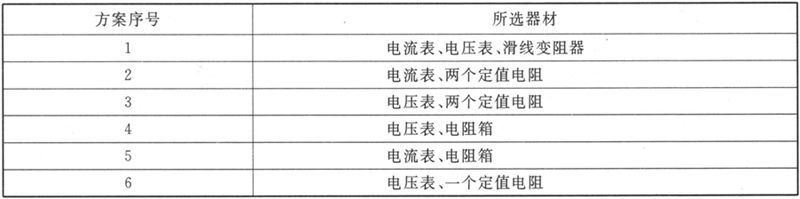 方案序号 所选器材
1 电流表、电压表、滑线变阻器
2 电流表、两个定值电阻
3 电压表、两个定值电阻
4 电压表、电阻箱
5 电流表、电阻箱
6 电压表、一个定值电阻